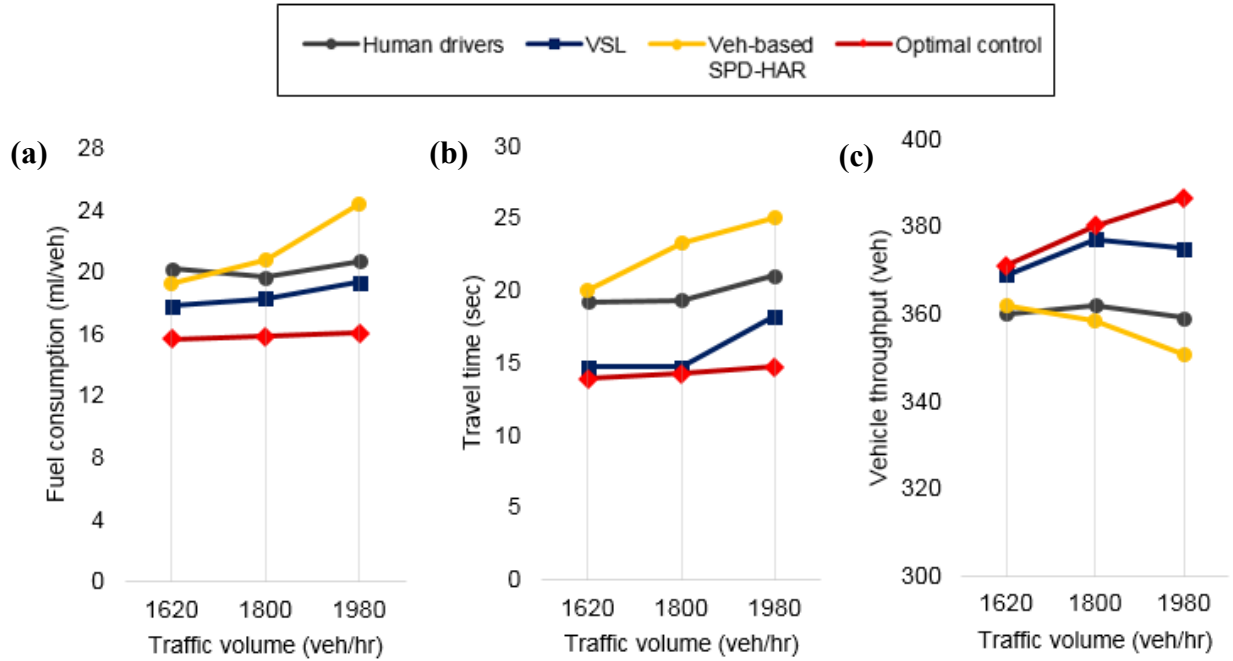 Human drivers
VSL
Veh-based
SPD-HAR
Optimal control
(a)
Fuel consumption (ml/veh)
28
24
20
16
12
8
4
0
1620 1800 1980
Traffic volume (veh/hr)
(b)
Travel time (sec)
30
25
20
15
10
5
0
1620 1800 1980
Traffic volume (veh/hr)
(c)
Vehicle throughput (veh)
400
380
360
340
320
300
1620 1800 1980
Traffic volume (veh/hr)